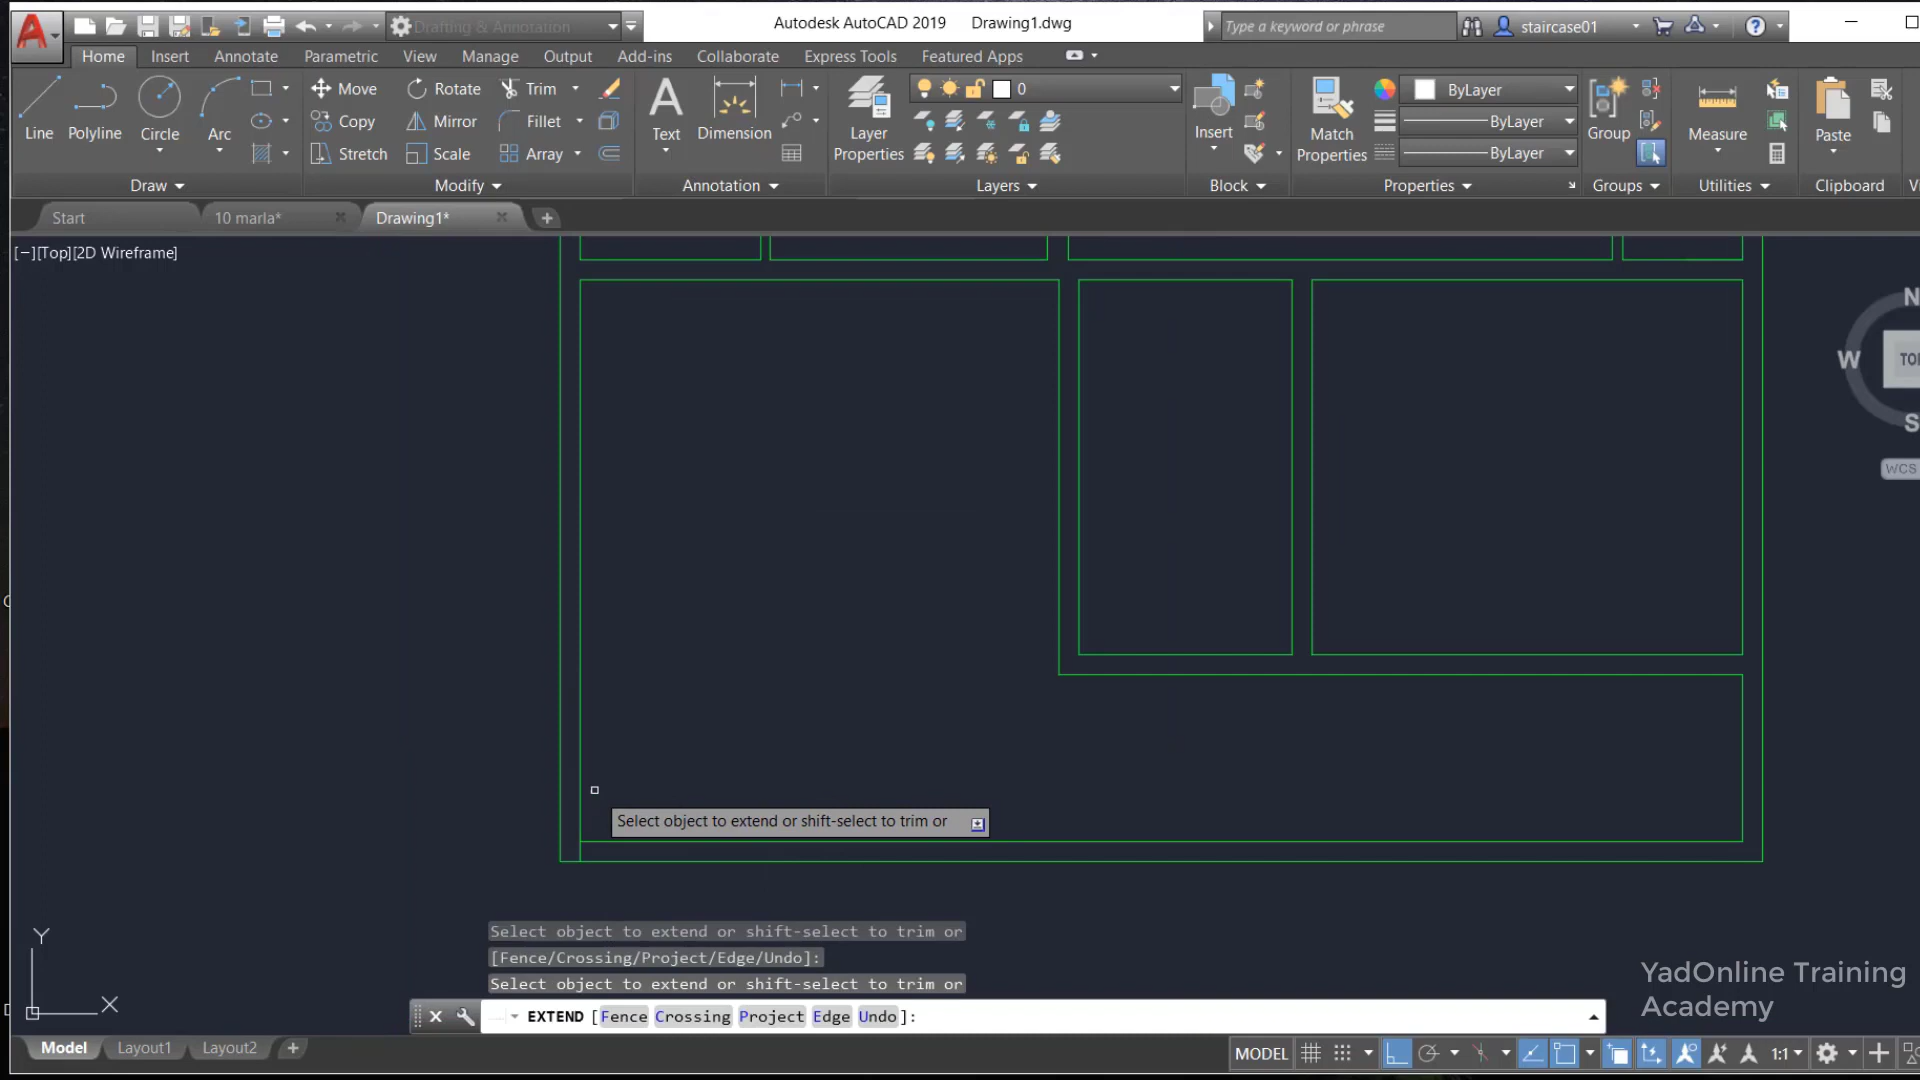 Drafting & Annotation
Autodesk AutoCAD 2019 Drawing1.dwg
Type a keyword or phrase
staircase01
Home Insert Annotate Parametric View Manage Output Add-ins Collaborate Express Tools Featured Apps
Line Polyline Circle Arc
Move Rotate Trim
Copy Mirror Fillet
Stretch Scale Array
Text Dimension
Layer Properties
0
Insert
Match Properties
ByLayer
ByLayer
ByLayer
Group
Measure
Paste
Draw Modify Annotation Layers Block Properties Groups Utilities Clipboard
Start 10 marla* Drawing1*
[−][Top][2D Wireframe]
N
W
S
WCS
Select object to extend or shift-select to trim or
Y
X
Select object to extend or shift-select to trim or
[Fence/Crossing/Project/Edge/Undo]:
Select object to extend or shift-select to trim or
EXTEND [Fence Crossing Project Edge Undo]:
YadOnline Training
Academy
Model Layout1 Layout2
MODEL
1:1